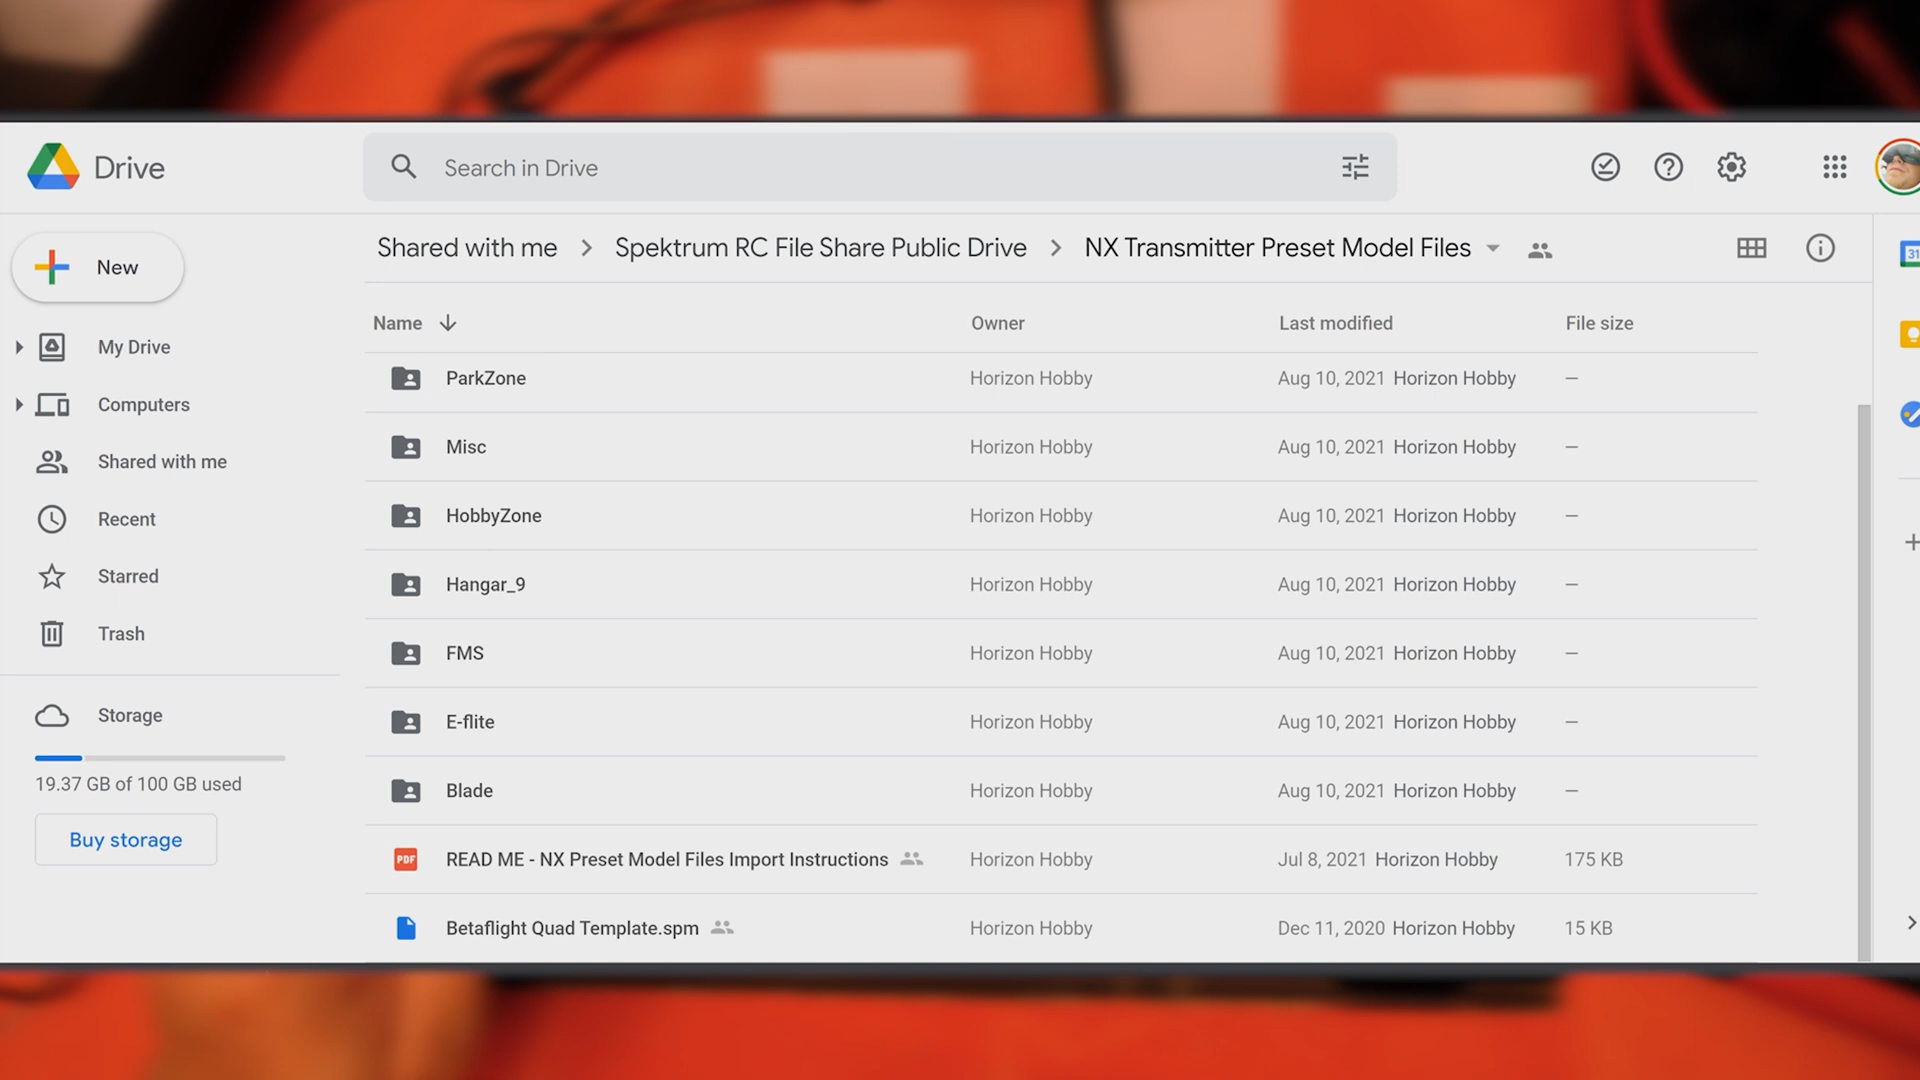 Drive
Search in Drive
Shared with me Spektrum RC File Share Public Drive NX Transmitter Preset Model Files
31
New
Name Owner Last modified File size
My Drive
Computers
Shared with me
Recent
Starred
Trash
Storage
19.37 GB of 100 GB used
Buy storage
ParkZone Horizon Hobby Aug 10, 2021 Horizon Hobby —
Misc Horizon Hobby Aug 10, 2021 Horizon Hobby —
HobbyZone Horizon Hobby Aug 10, 2021 Horizon Hobby —
Hangar_9 Horizon Hobby Aug 10, 2021 Horizon Hobby —
FMS Horizon Hobby Aug 10, 2021 Horizon Hobby —
E-flite Horizon Hobby Aug 10, 2021 Horizon Hobby —
Blade Horizon Hobby Aug 10, 2021 Horizon Hobby —
PDF READ ME - NX Preset Model Files Import Instructions Horizon Hobby Jul 8, 2021 Horizon Hobby 175 KB
Betaflight Quad Template.spm Horizon Hobby Dec 11, 2020 Horizon Hobby 15 KB